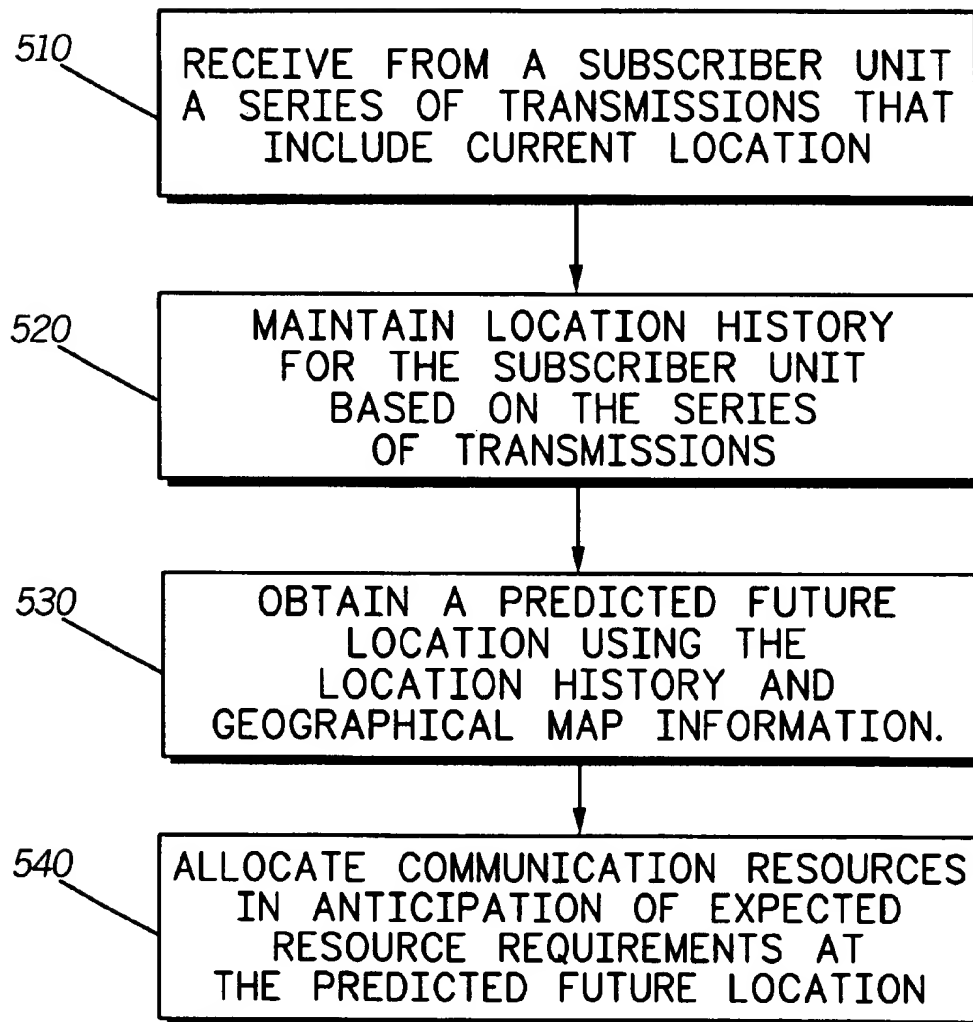 510
RECEIVE FROM A SUBSCRIBER UNIT
A SERIES OF TRANSMISSIONS THAT
INCLUDE CURRENT LOCATION
520
MAINTAIN LOCATION HISTORY
FOR THE SUBSCRIBER UNIT
BASED ON THE SERIES
OF TRANSMISSIONS
530
OBTAIN A PREDICTED FUTURE
LOCATION USING THE
LOCATION HISTORY AND
GEOGRAPHICAL MAP INFORMATION.
540
ALLOCATE COMMUNICATION RESOURCES
IN ANTICIPATION OF EXPECTED
RESOURCE REQUIREMENTS AT
THE PREDICTED FUTURE LOCATION